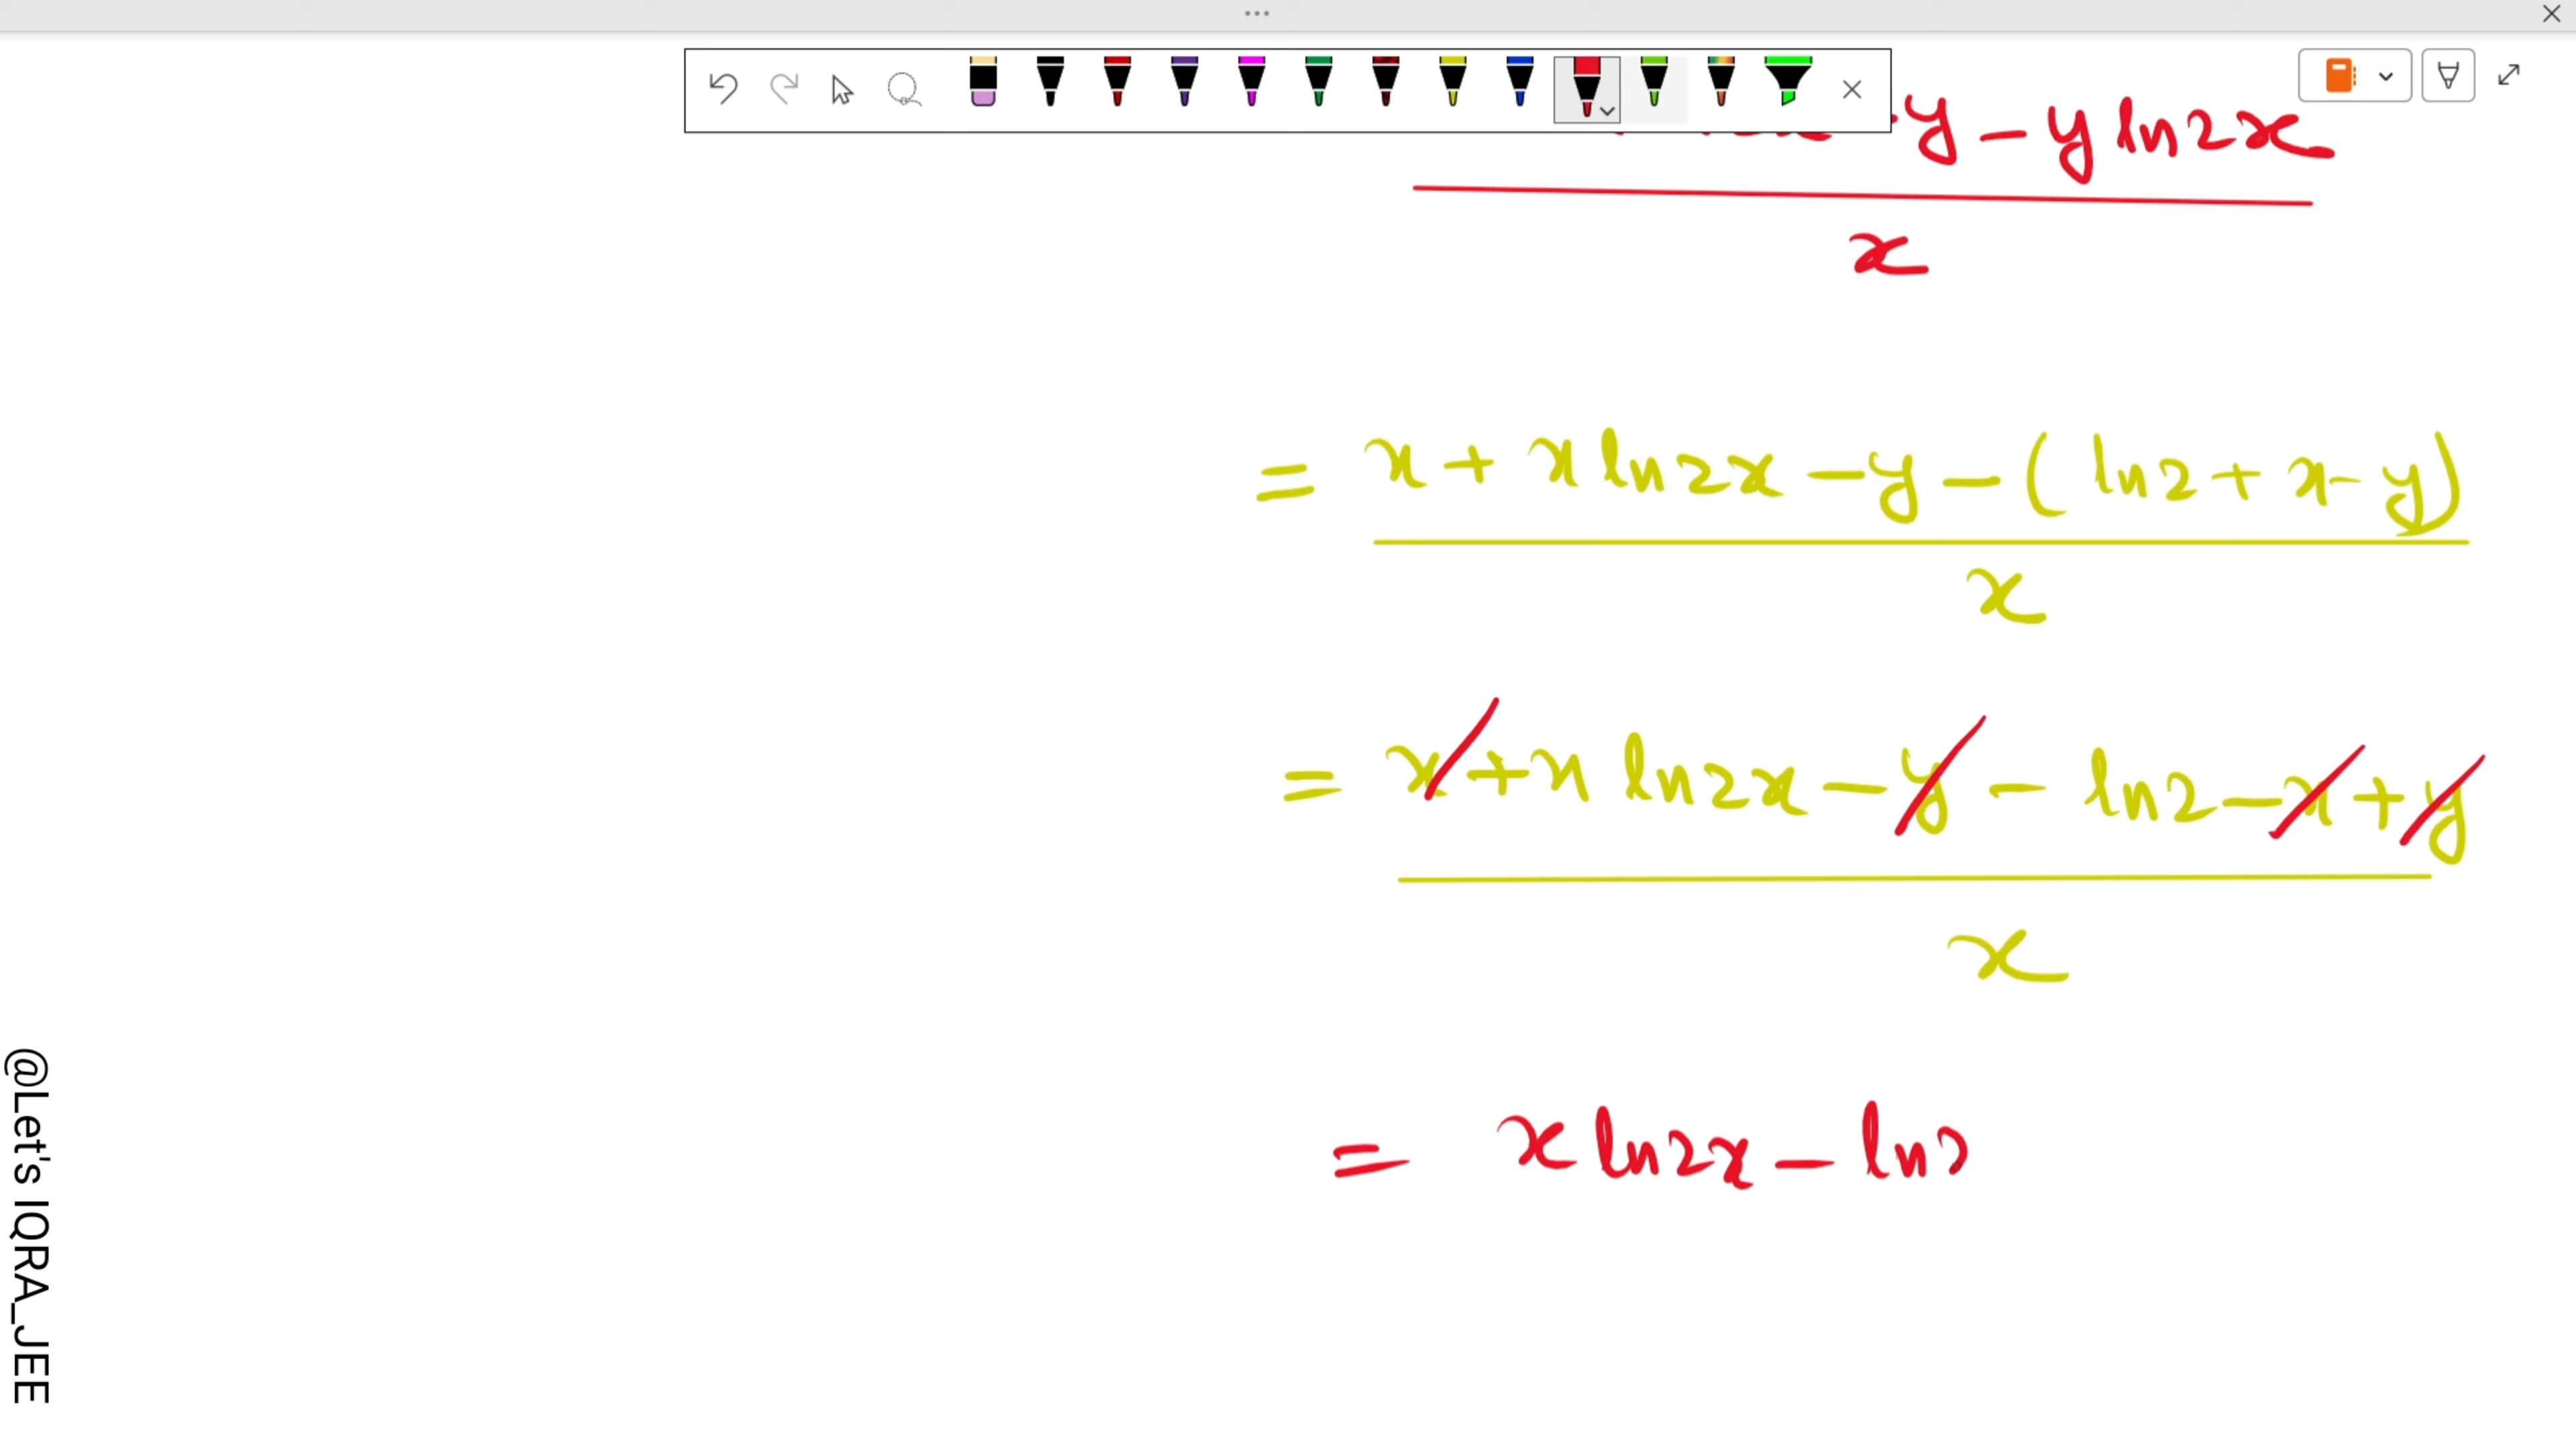 y - y ln2x
x
= x + x ln2x - y - (ln2 + x - y)
x
= x + x ln2x - y - ln2 - x + y
x
= x ln2x - ln2
@Let's IQRA_JEE